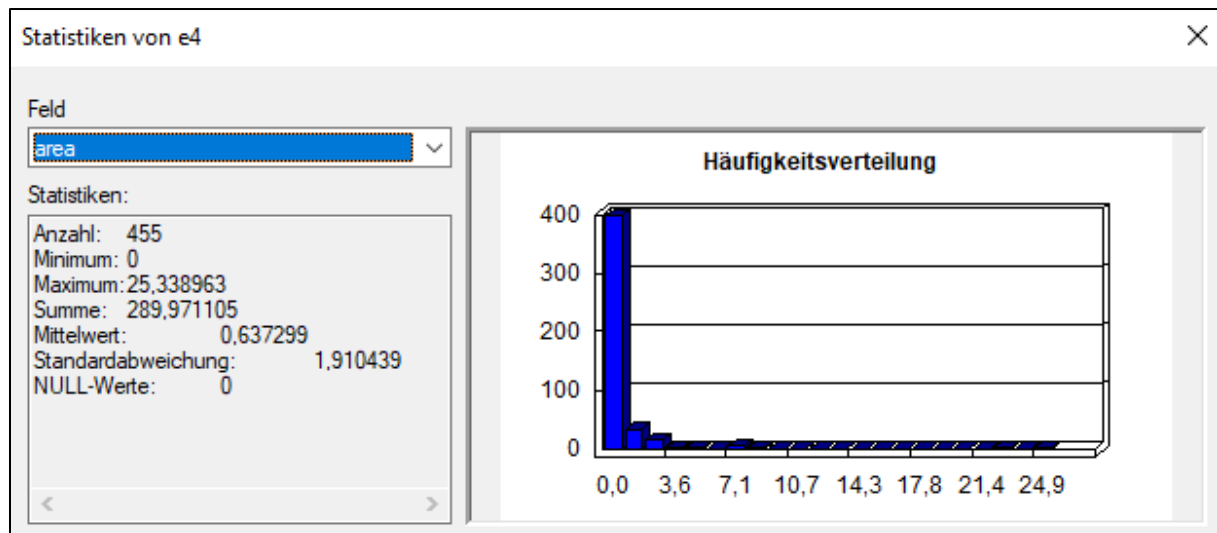 Statistiken von e4
Feld
area
Statistiken:
Anzahl: 455
Minimum: 0
Maximum: 25,338963
Summe: 289,971105
Mittelwert: 0,637299
Standardabweichung: 1,910439
NULL-Werte: 0
Häufigkeitsverteilung
400
300
200
100
0
0,0 3,6 7,1 10,7 14,3 17,8 21,4 24,9